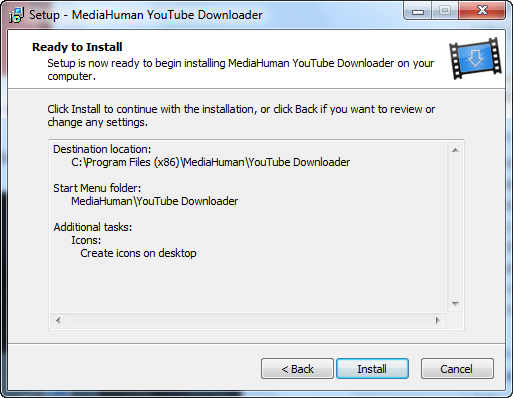 Setup - MediaHuman YouTube Downloader
Ready to Install
Setup is now ready to begin installing MediaHuman YouTube Downloader on your
computer.
Click Install to continue with the installation, or click Back if you want to review or
change any settings.
Destination location:
C:\Program Files (x86)\MediaHuman\YouTube Downloader
Start Menu folder:
MediaHuman\YouTube Downloader
Additional tasks:
Icons:
Create icons on desktop
< Back
Install
Cancel